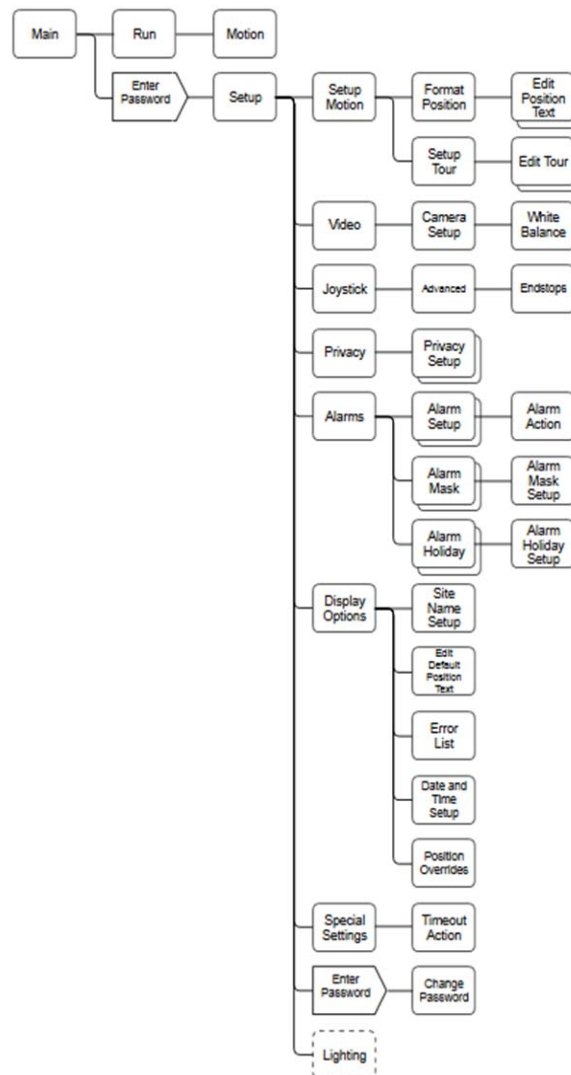 Main
Run
Motion
Enter
Password
Setup
Setup
Motion
Format
Position
Edit
Position
Text
Setup
Tour
Edit Tour
Video
Camera
Setup
White
Balance
Joystick
Advanced
Endstops
Privacy
Privacy
Setup
Alarms
Alarm
Setup
Alarm
Action
Alarm
Mask
Alarm
Mask
Setup
Alarm
Holiday
Alarm
Holiday
Setup
Display
Options
Site
Name
Setup
Edit
Default
Position
Text
Error
List
Date and
Time
Setup
Position
Overrides
Special
Settings
Timeout
Action
Enter
Password
Change
Password
Lighting